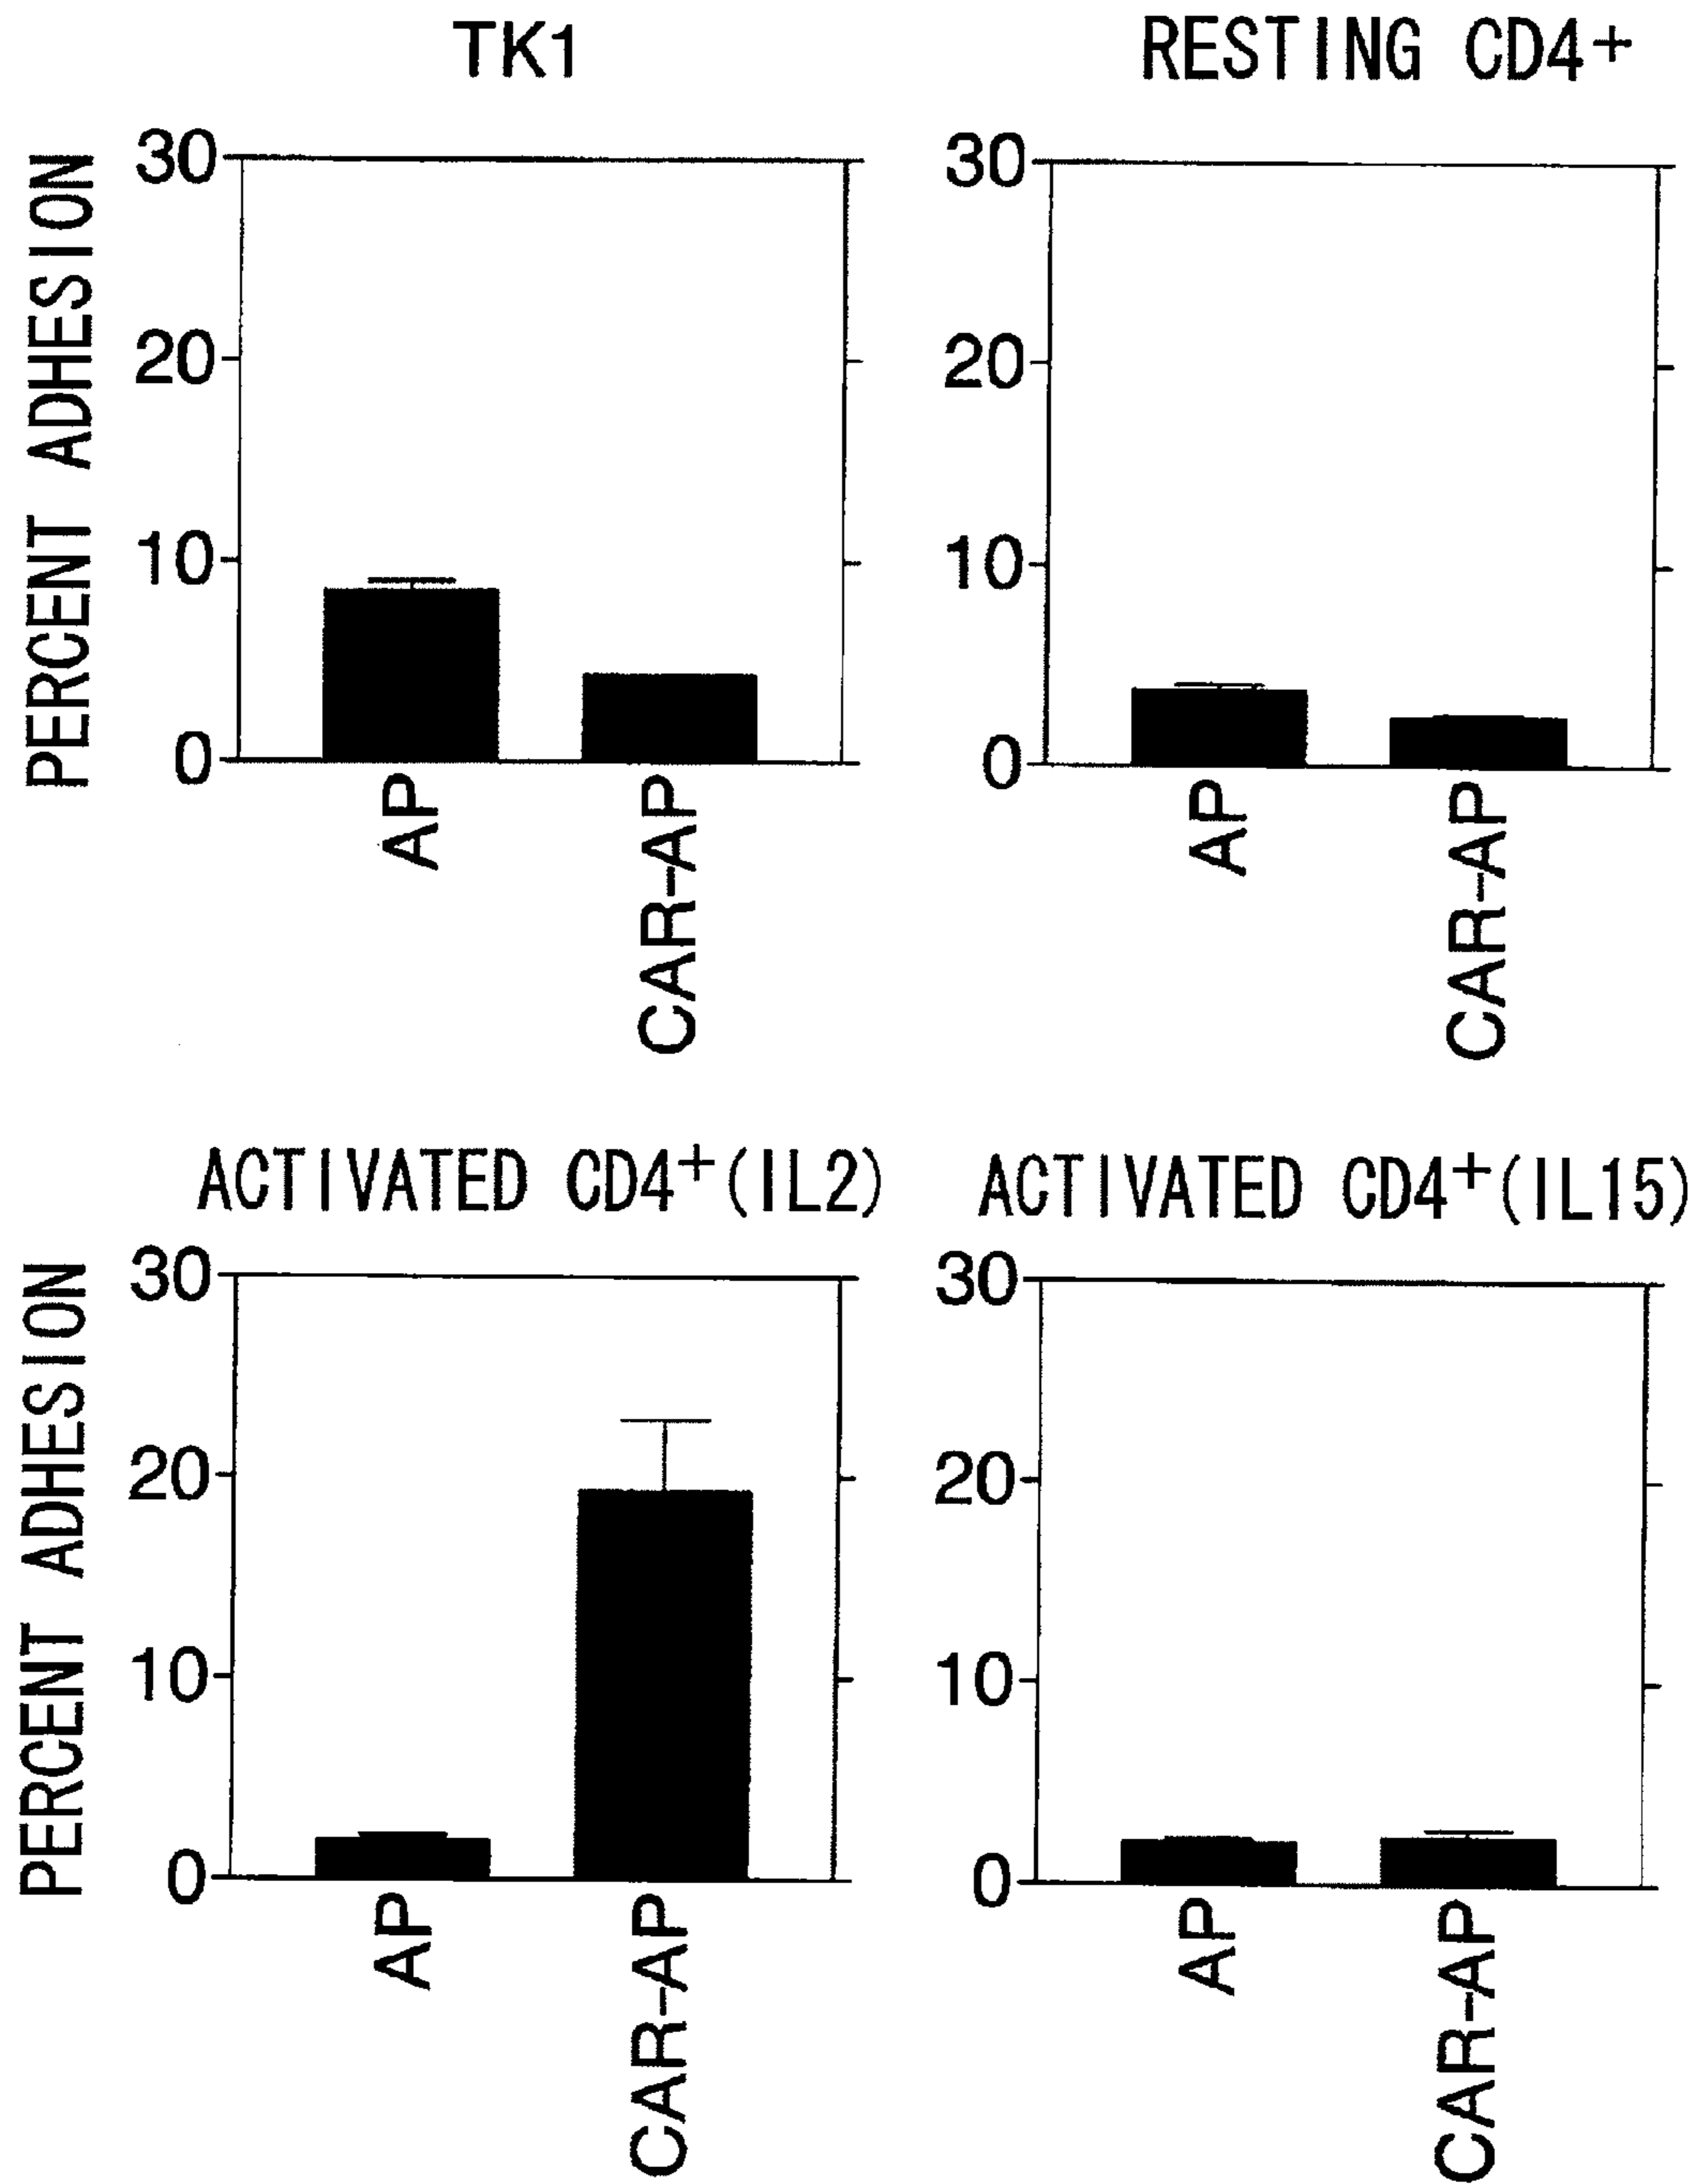 TK1
RESTING CD4+
PERCENT ADHESION
30
20
10
0
AP
CAR-AP
30
20
10
0
AP
CAR-AP
ACTIVATED CD4+(IL2)
ACTIVATED CD4+(IL15)
PERCENT ADHESION
30
20
10
0
AP
CAR-AP
30
20
10
0
AP
CAR-AP